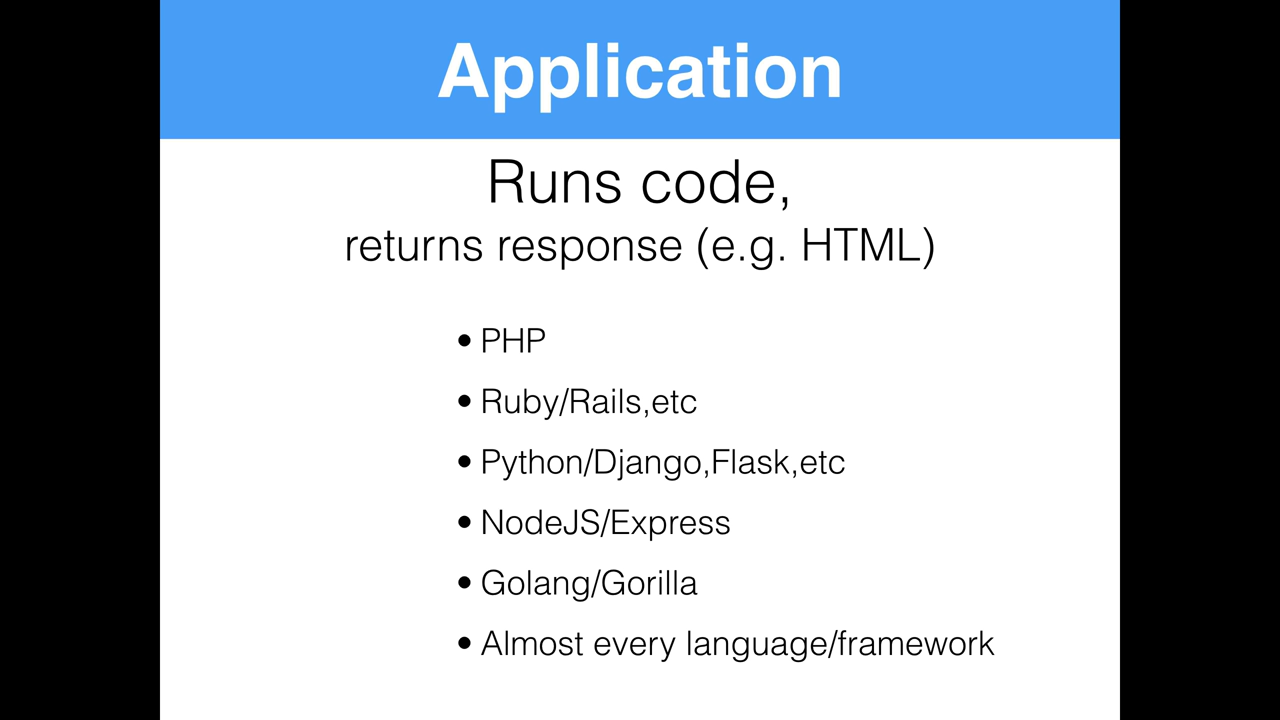 Application
Runs code,
returns response (e.g. HTML)
• PHP
• Ruby/Rails,etc
• Python/Django,Flask,etc
• NodeJS/Express
• Golang/Gorilla
• Almost every language/framework